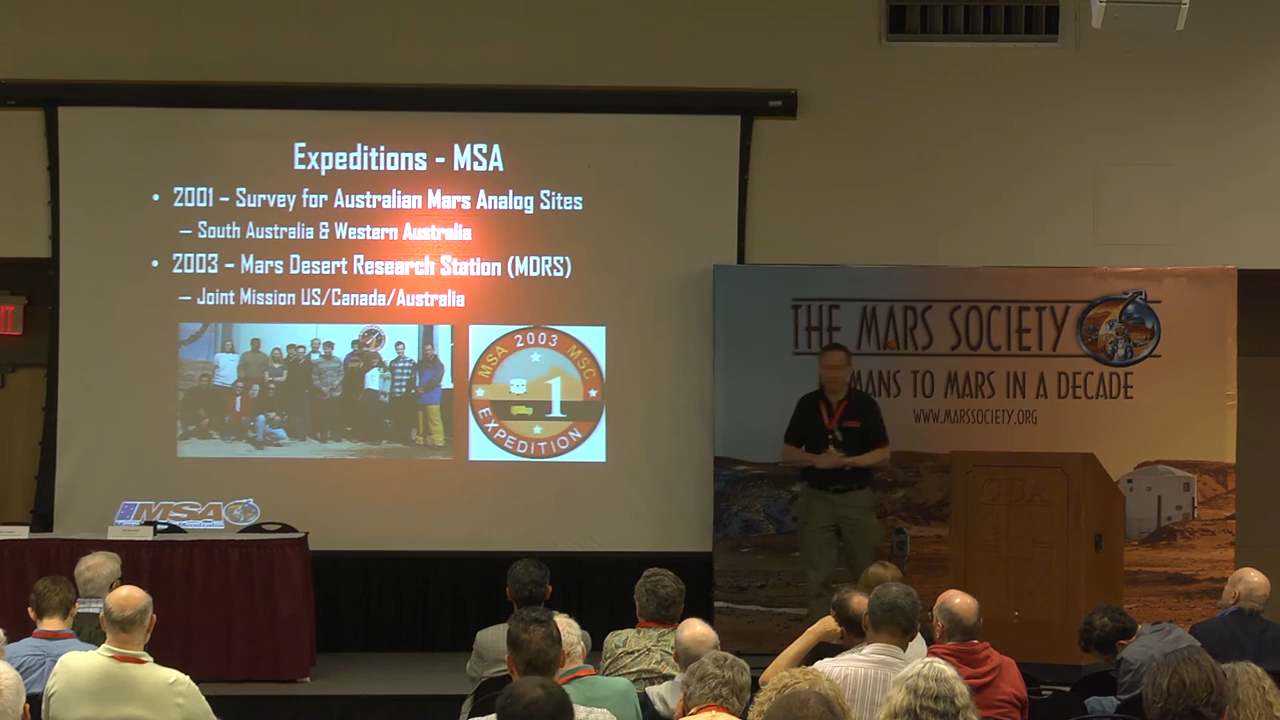 Expeditions - MSA
• 2001 – Survey for Australian Mars Analog Sites
– South Australia & Western Australia
• 2003 – Mars Desert Research Station (MDRS)
– Joint Mission US/Canada/Australia
MSA 2003 MSC
1
EXPEDITION
MSA
THE MARS SOCIETY
MANS TO MARS IN A DECADE
WWW.MARSSOCIETY.ORG